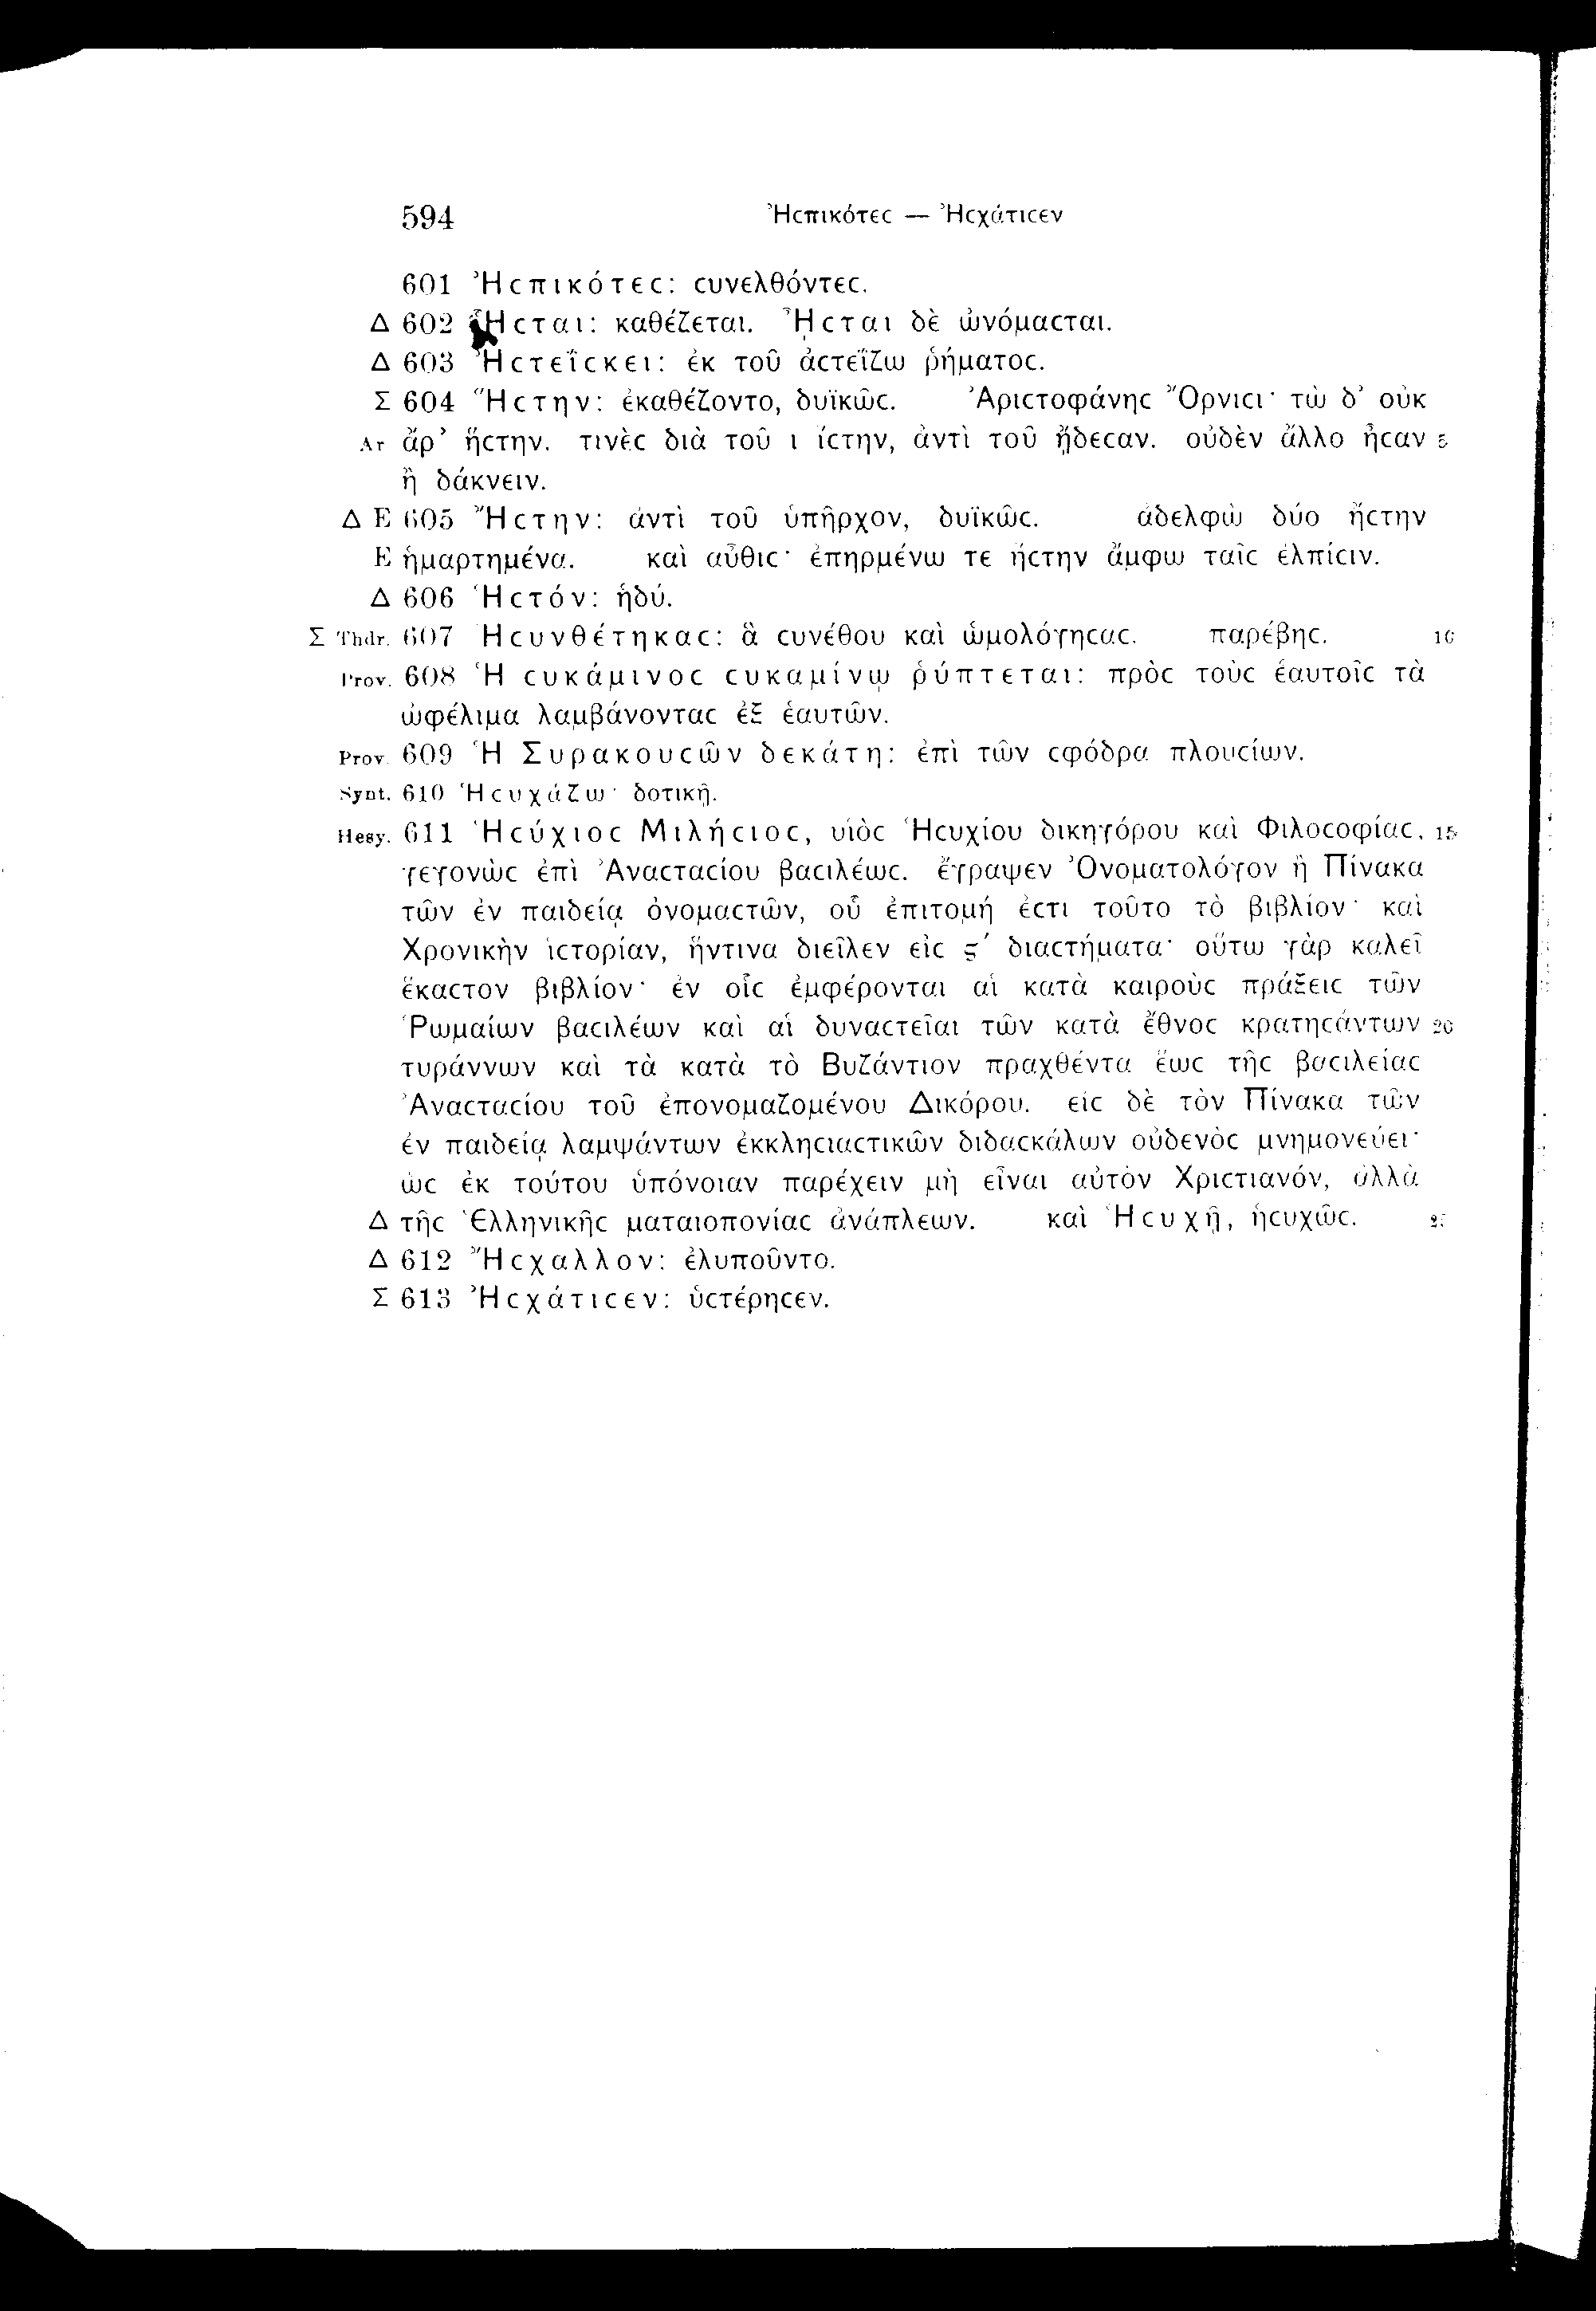 594 Ἠϲπικότεϲ — Ἠϲχάτιϲεν
601 Ἠϲπικότεϲ: ϲυνελθόντεϲ.
Δ 602 Ἧϲται: καθέζεται. ᾟϲται δὲ ὠνόμαϲται.
Δ 603 Ἠϲτεΐϲκει: ἐκ τοῦ ἀϲτεΐζω ῥήματοϲ.
Σ 604 Ἥϲτην: ἐκαθέζοντο, δυϊκῶϲ. Ἀριϲτοφάνηϲ Ὄρνιϲι· τὼ δ' οὐκ
Ar ἄρ' ἥϲτην. τινὲϲ διὰ τοῦ ι ἵϲτην, ἀντὶ τοῦ ᾔδεϲαν. οὐδὲν ἄλλο ᾖϲαν 5
ἢ δάκνειν.
Δ E 605 Ἤϲτην: ἀντὶ τοῦ ὑπῆρχον, δυϊκῶϲ. ἀδελφὼ δύο ἤϲτην
E ἡμαρτημένα. καὶ αὖθιϲ· ἐπηρμένω τε ἤϲτην ἄμφω ταῖϲ ἐλπίϲιν.
Δ 606 Ἡϲτόν: ἡδύ.
Σ Thdr. 607 Ἠϲυνθέτηκαϲ: ἃ ϲυνέθου καὶ ὡμολόγηϲαϲ. παρέβηϲ. 10
Prov. 608 Ἡ ϲυκάμινοϲ ϲυκαμίνῳ ῥύπτεται: πρὸϲ τοὺϲ ἑαυτοῖϲ τὰ
ὠφέλιμα λαμβάνονταϲ ἐξ ἑαυτῶν.
Prov. 609 Ἡ Συρακουϲῶν δεκάτη: ἐπὶ τῶν ϲφόδρα πλουϲίων.
Synt. 610 Ἡϲυχάζω· δοτικῇ.
Hesy. 611 Ἡϲύχιοϲ Μιλήϲιοϲ, υἱὸϲ Ἡϲυχίου δικηγόρου καὶ Φιλοϲοφίαϲ, 15
γεγονὼϲ ἐπὶ Ἀναϲταϲίου βαϲιλέωϲ. ἔγραψεν Ὀνοματολόγον ἢ Πίνακα
τῶν ἐν παιδείᾳ ὀνομαϲτῶν, οὗ ἐπιτομή ἐϲτι τοῦτο τὸ βιβλίον· καὶ
Χρονικὴν ἱϲτορίαν, ἥντινα διεῖλεν εἰϲ ϛʹ διαϲτήματα· οὕτω γὰρ καλεῖ
ἕκαϲτον βιβλίον· ἐν οἷϲ ἐμφέρονται αἱ κατὰ καιροὺϲ πράξειϲ τῶν
Ῥωμαίων βαϲιλέων καὶ αἱ δυναϲτεῖαι τῶν κατὰ ἔθνοϲ κρατηϲάντων 20
τυράννων καὶ τὰ κατὰ τὸ Βυζάντιον πραχθέντα ἕωϲ τῆϲ βαϲιλείαϲ
Ἀναϲταϲίου τοῦ ἐπονομαζομένου Δικόρου. εἰϲ δὲ τὸν Πίνακα τῶν
ἐν παιδείᾳ λαμψάντων ἐκκληϲιαϲτικῶν διδαϲκάλων οὐδενὸϲ μνημονεύει·
ὡϲ ἐκ τούτου ὑπόνοιαν παρέχειν μὴ εἶναι αὐτὸν Χριϲτιανόν, ἀλλὰ
Δ τῆϲ Ἑλληνικῆϲ ματαιοπονίαϲ ἀνάπλεων. καὶ Ἡϲυχῇ, ἡϲυχῶϲ. 25
Δ 612 Ἤϲχαλλον: ἐλυποῦντο.
Σ 613 Ἠϲχάτιϲεν: ὑϲτέρηϲεν.